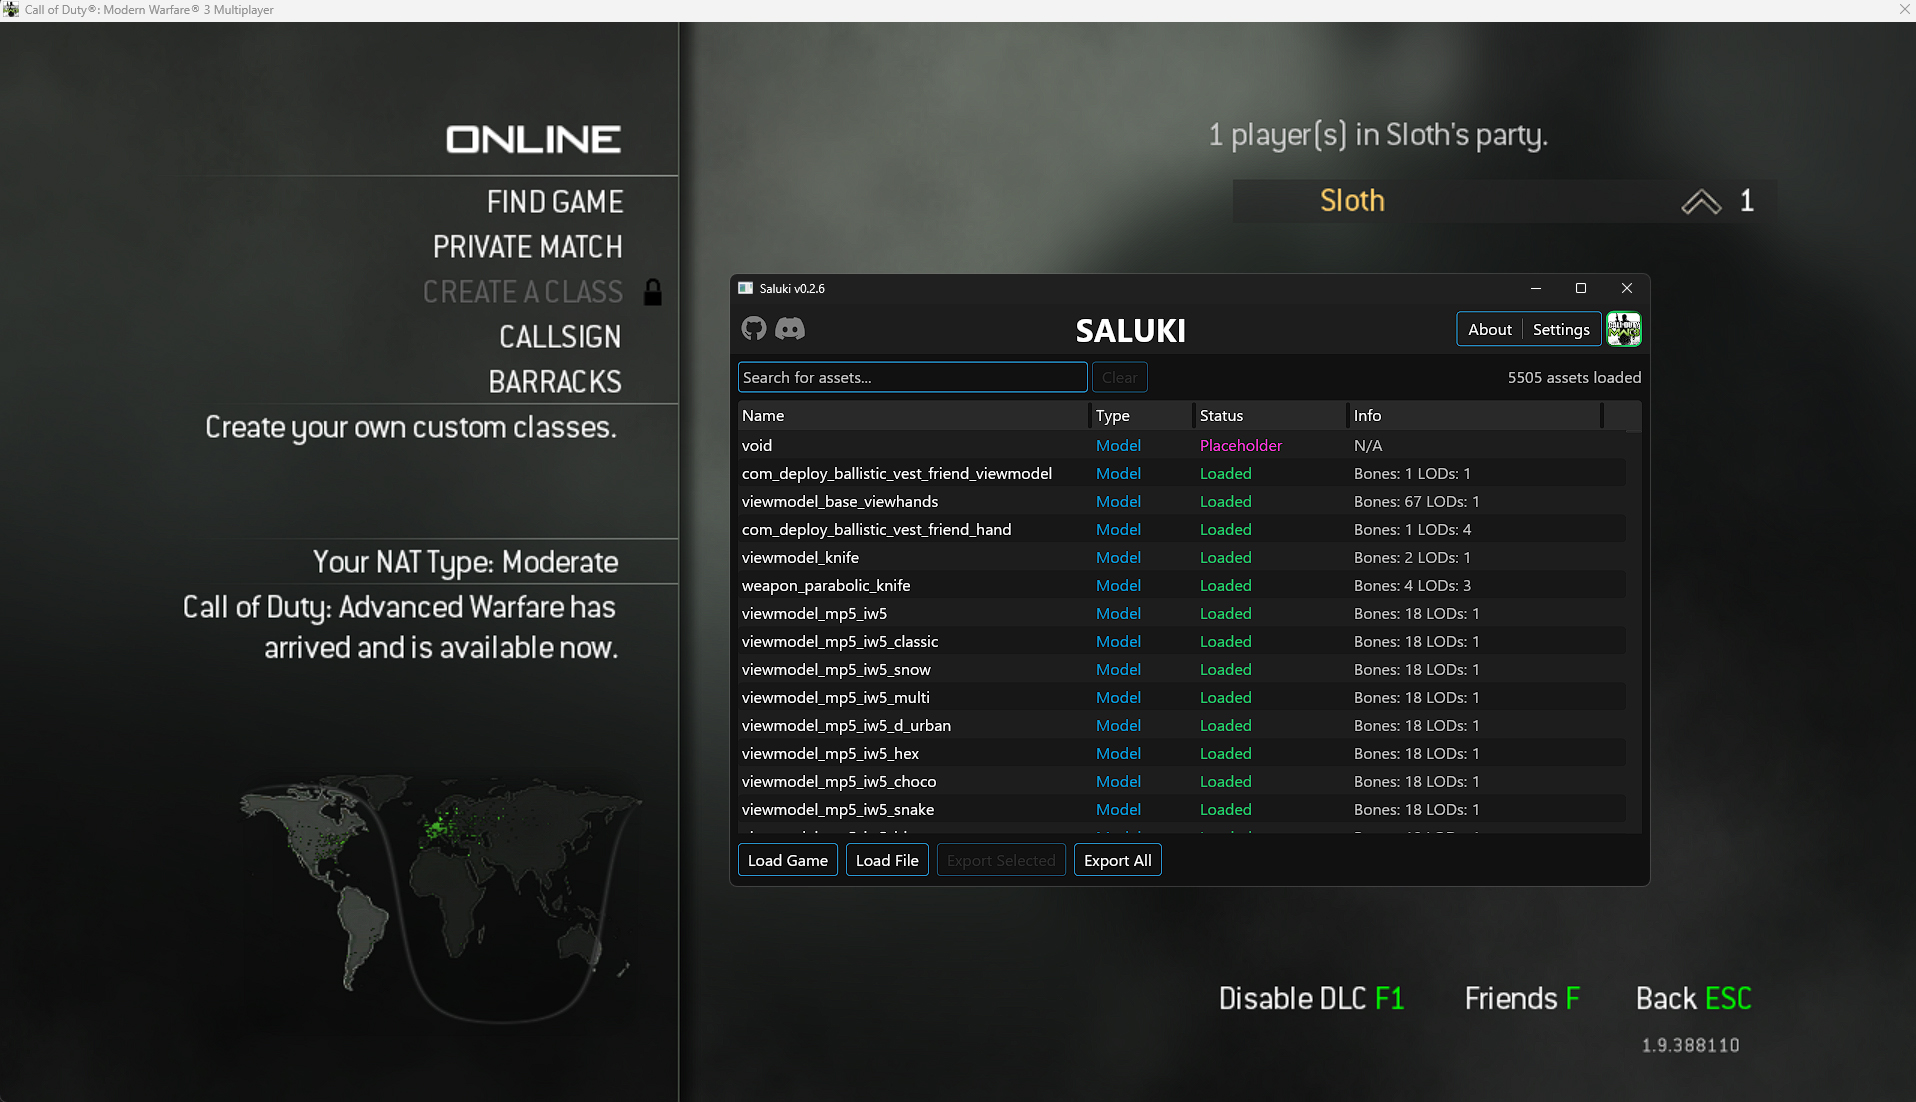 Call of Duty®: Modern Warfare® 3 Multiplayer
ONLINE
FIND GAME
PRIVATE MATCH
CREATE A CLASS
CALLSIGN
BARRACKS
Create your own custom classes.
Your NAT Type: Moderate
Call of Duty: Advanced Warfare has
arrived and is available now.
1 player(s) in Sloth's party.
Sloth 1
Saluki v0.2.6
SALUKI
About Settings
Search for assets... Clear 5505 assets loaded
Name Type Status Info
void Model Placeholder N/A
com_deploy_ballistic_vest_friend_viewmodel Model Loaded Bones: 1 LODs: 1
viewmodel_base_viewhands Model Loaded Bones: 67 LODs: 1
com_deploy_ballistic_vest_friend_hand Model Loaded Bones: 1 LODs: 4
viewmodel_knife Model Loaded Bones: 2 LODs: 1
weapon_parabolic_knife Model Loaded Bones: 4 LODs: 3
viewmodel_mp5_iw5 Model Loaded Bones: 18 LODs: 1
viewmodel_mp5_iw5_classic Model Loaded Bones: 18 LODs: 1
viewmodel_mp5_iw5_snow Model Loaded Bones: 18 LODs: 1
viewmodel_mp5_iw5_multi Model Loaded Bones: 18 LODs: 1
viewmodel_mp5_iw5_d_urban Model Loaded Bones: 18 LODs: 1
viewmodel_mp5_iw5_hex Model Loaded Bones: 18 LODs: 1
viewmodel_mp5_iw5_choco Model Loaded Bones: 18 LODs: 1
viewmodel_mp5_iw5_snake Model Loaded Bones: 18 LODs: 1
Load Game Load File Export Selected Export All
Disable DLC F1 Friends F Back ESC
1.9.388110